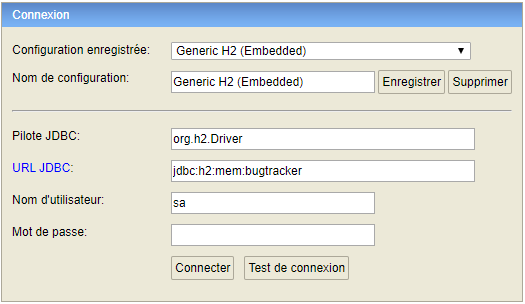 Connexion
Configuration enregistrée: Generic H2 (Embedded)
Nom de configuration: Generic H2 (Embedded) Enregistrer Supprimer
Pilote JDBC: org.h2.Driver
URL JDBC: jdbc:h2:mem:bugtracker
Nom d'utilisateur: sa
Mot de passe:
Connecter Test de connexion